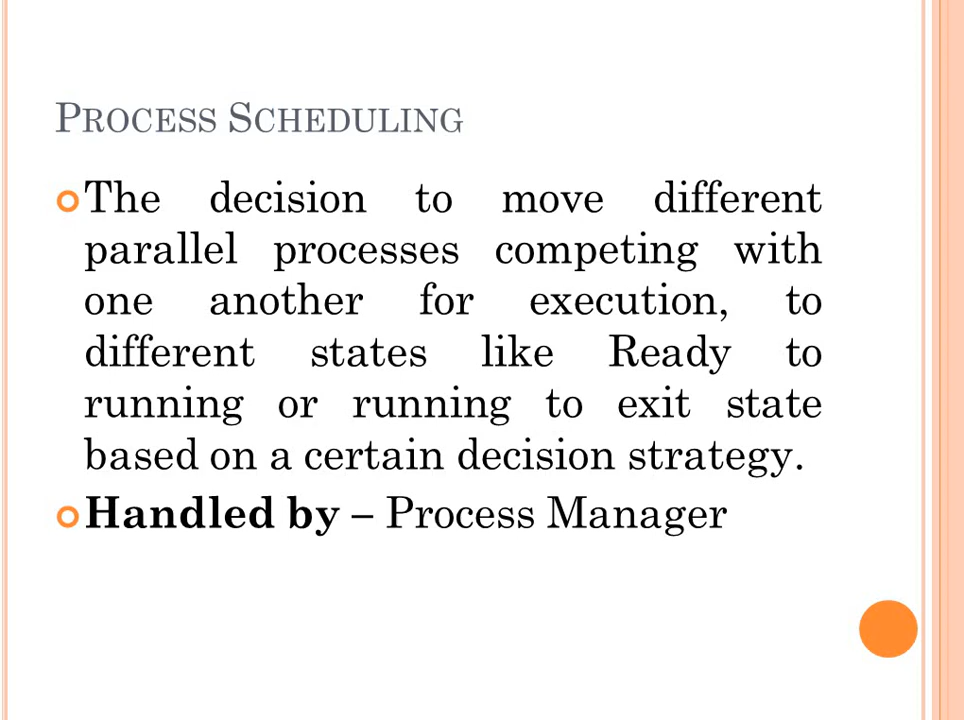 PROCESS SCHEDULING
The decision to move different
parallel processes competing with
one another for execution, to
different states like Ready to
running or running to exit state
based on a certain decision strategy.
Handled by – Process Manager